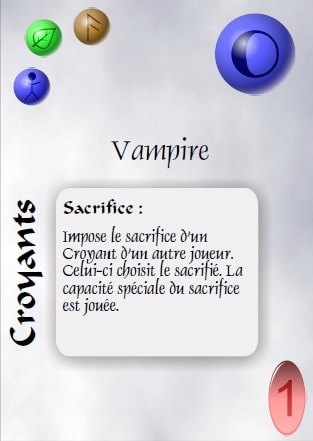 Vampire
Croyants
Sacrifice :
Impose le sacrifice d'un
Croyant d'un autre joueur.
Celui-ci choisit le sacrifié. La
capacité spéciale du sacrifice
est jouée.
1